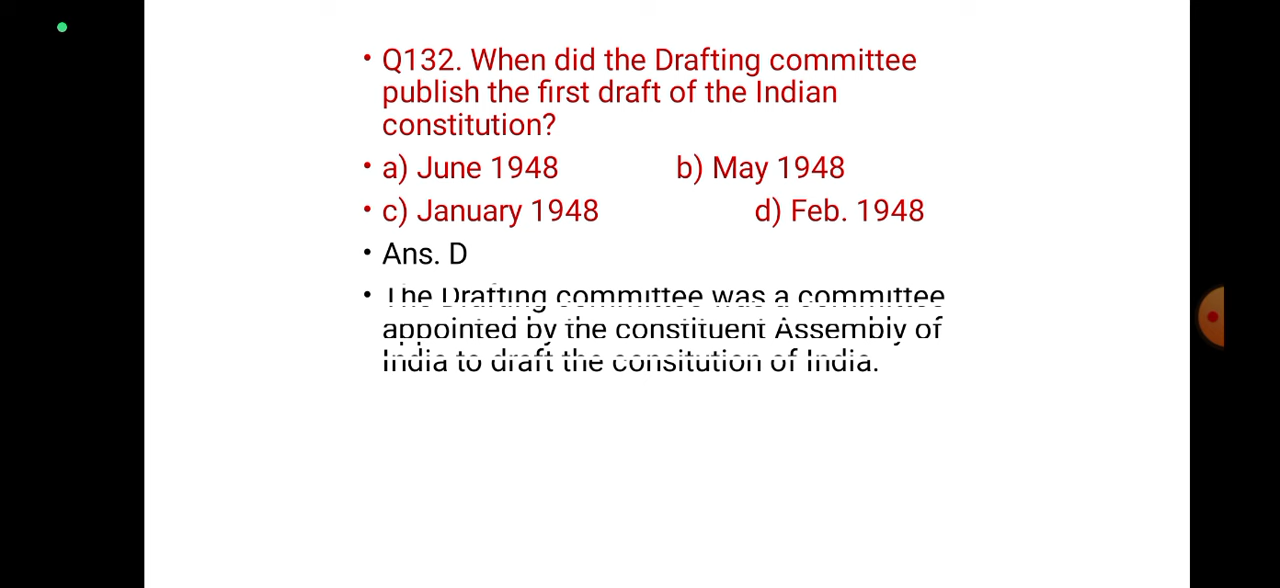 • Q132. When did the Drafting committee
publish the first draft of the Indian
constitution?
• a) June 1948 b) May 1948
• c) January 1948 d) Feb. 1948
• Ans. D
• The Drafting committee was a committee
appointed by the constituent Assembly of
India to draft the consitution of India.